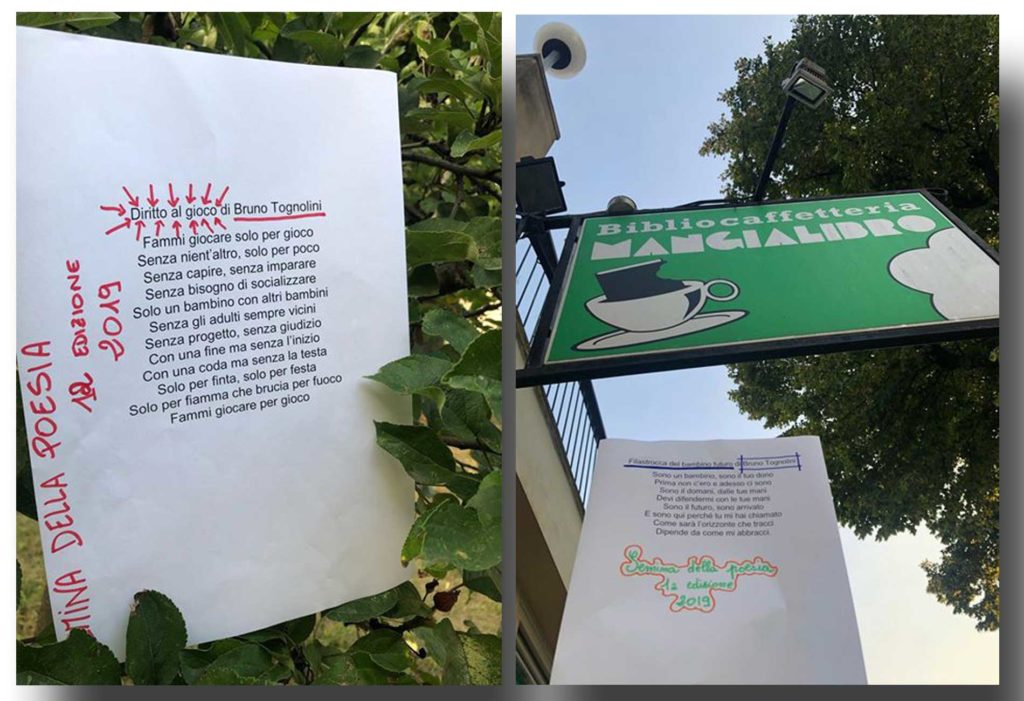 Diritto al gioco di Bruno Tognolini
Fammi giocare solo per gioco
Senza nient'altro, solo per poco
Senza capire, senza imparare
Senza bisogno di socializzare
Solo un bambino con altri bambini
Senza gli adulti sempre vicini
Senza progetto, senza giudizio
Con una fine ma senza l'inizio
Con una coda ma senza la testa
Solo per finta, solo per festa
Solo per fiamma che brucia per fuoco
Fammi giocare per gioco
MINA DELLA POESIA
12 EDIZIONE
2019
Bibliocaffetteria
MANGIALIBRO
Filastrocca del bambino futuro di Bruno Tognolini
Sono un bambino, sono il tuo dono
Prima non c'ero e adesso ci sono
Sono il domani, dalle tue mani
Devi difendermi con le tue mani
Sono il futuro, sono arrivato
E sono qui perché tu mi hai chiamato
Come sarà l'orizzonte che tracci
Dipende da come mi abbracci.
Semina della poesia
12 edizione
2019